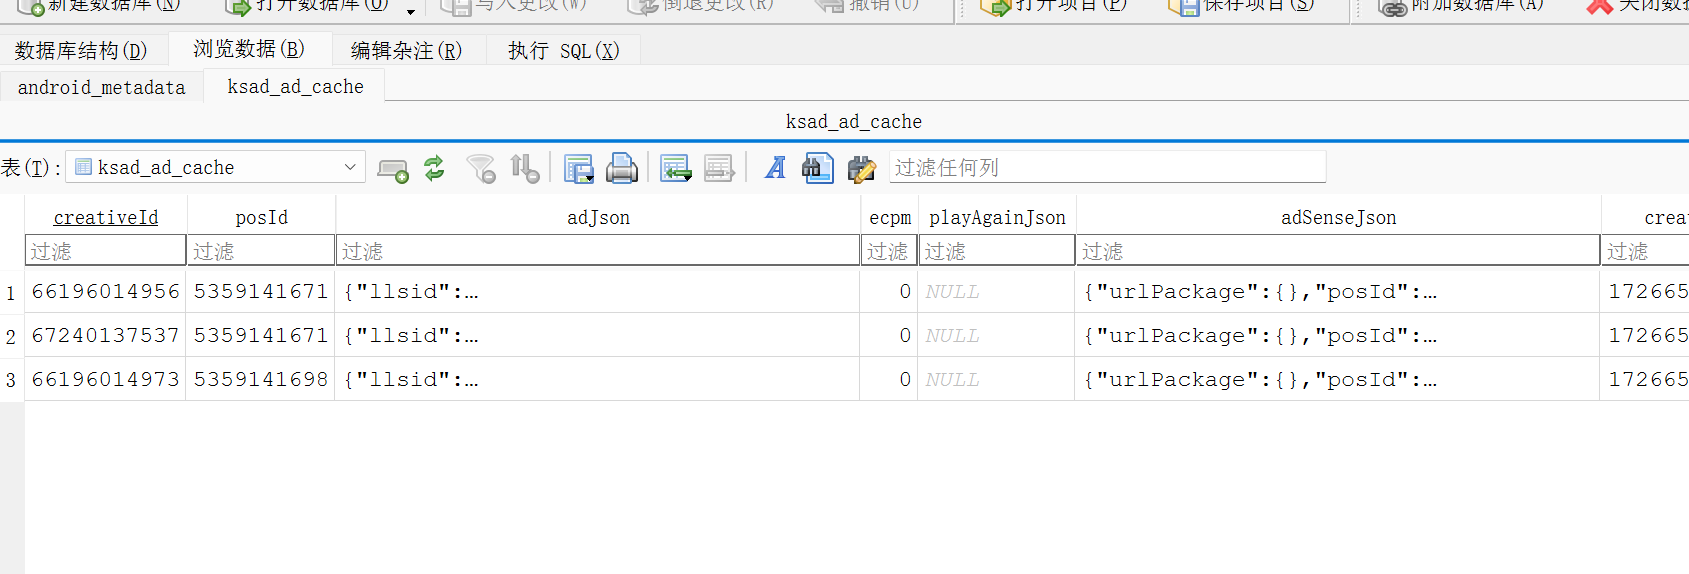 新建数据库(N) 打开数据库(O) 写入更改(W) 倒退更改(R) 撤销(U) 打开项目(P) 保存项目(S) 附加数据库(A) 关闭数据
数据库结构(D) 浏览数据(B) 编辑杂注(R) 执行 SQL(X)
android_metadata ksad_ad_cache
ksad_ad_cache
表(T): ksad_ad_cache 过滤任何列
creativeId posId adJson ecpm playAgainJson adSenseJson crea
过滤 过滤 过滤 过滤 过滤 过滤 过滤
1 66196014956 5359141671 {"llsid":… 0 NULL {"urlPackage":{},"posId":… 172665
2 67240137537 5359141671 {"llsid":… 0 NULL {"urlPackage":{},"posId":… 172665
3 66196014973 5359141698 {"llsid":… 0 NULL {"urlPackage":{},"posId":… 172665